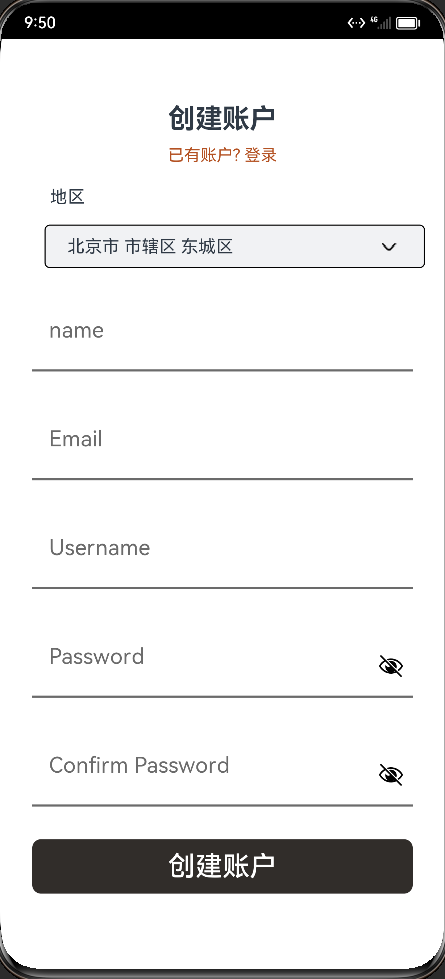 9:50
4G
创建账户
已有账户? 登录
地区
北京市 市辖区 东城区
name
Email
Username
Password
Confirm Password
创建账户